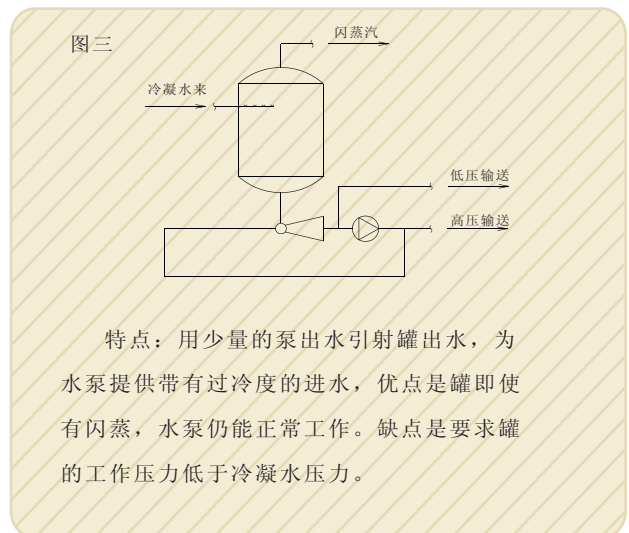 图三
闪蒸汽
冷凝水来
低压输送
高压输送
特点：用少量的泵出水引射罐出水，为
水泵提供带有过冷度的进水，优点是罐即使
有闪蒸，水泵仍能正常工作。缺点是要求罐
的工作压力低于冷凝水压力。